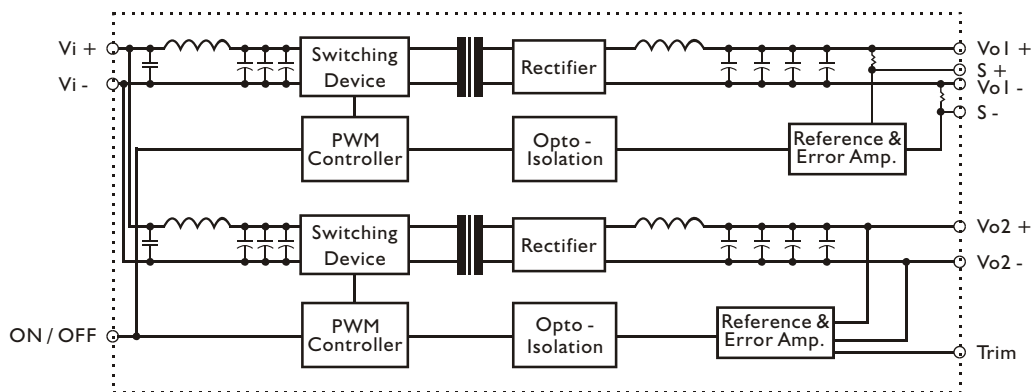 Vi +
Vi -
Switching
Device
Rectifier
Vo1 +
S +
Vo1 -
S -
PWM
Controller
Opto -
Isolation
Reference &
Error Amp.
Switching
Device
Rectifier
Vo2 +
Vo2 -
ON / OFF
PWM
Controller
Opto -
Isolation
Reference &
Error Amp.
Trim